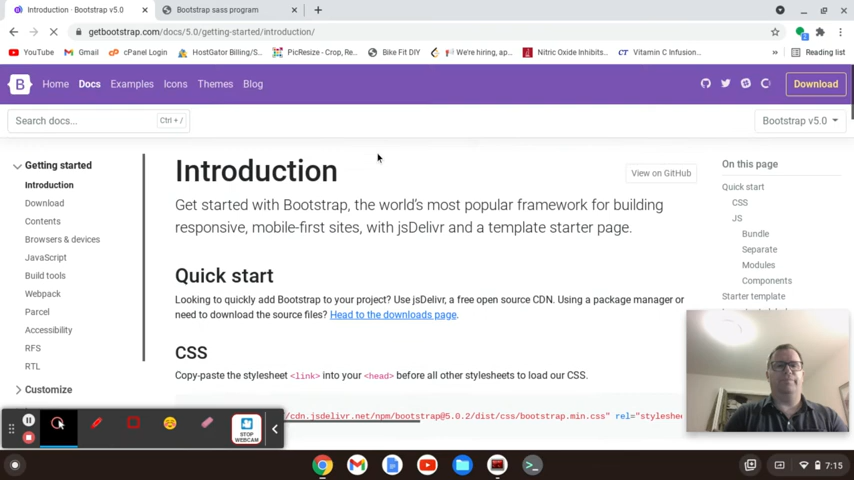 Introduction · Bootstrap v5.0
Bootstrap sass program
getbootstrap.com/docs/5.0/getting-started/introduction/
YouTube
Gmail
cPanel Login
HostGator Billing/S...
PicResize - Crop, Re...
Bike Fit DIY
We're hiring, ap...
Nitric Oxide Inhibits...
CT Vitamin C Infusion...
»
Reading list
B
Home
Docs
Examples
Icons
Themes
Blog
Download
Search docs...
Ctrl + /
Bootstrap v5.0
Getting started
Introduction
Download
Contents
Browsers & devices
JavaScript
Build tools
Webpack
Parcel
Accessibility
RFS
RTL
Customize
Introduction
View on GitHub
Get started with Bootstrap, the world's most popular framework for building
responsive, mobile-first sites, with jsDelivr and a template starter page.
Quick start
Looking to quickly add Bootstrap to your project? Use jsDelivr, a free open source CDN. Using a package manager or
need to download the source files? Head to the downloads page.
CSS
Copy-paste the stylesheet <link> into your <head> before all other stylesheets to load our CSS.
/cdn.jsdelivr.net/npm/bootstrap@5.0.2/dist/css/bootstrap.min.css" rel="styleshe
On this page
Quick start
CSS
JS
Bundle
Separate
Modules
Components
Starter template
STOP
WEBCAM
7:15